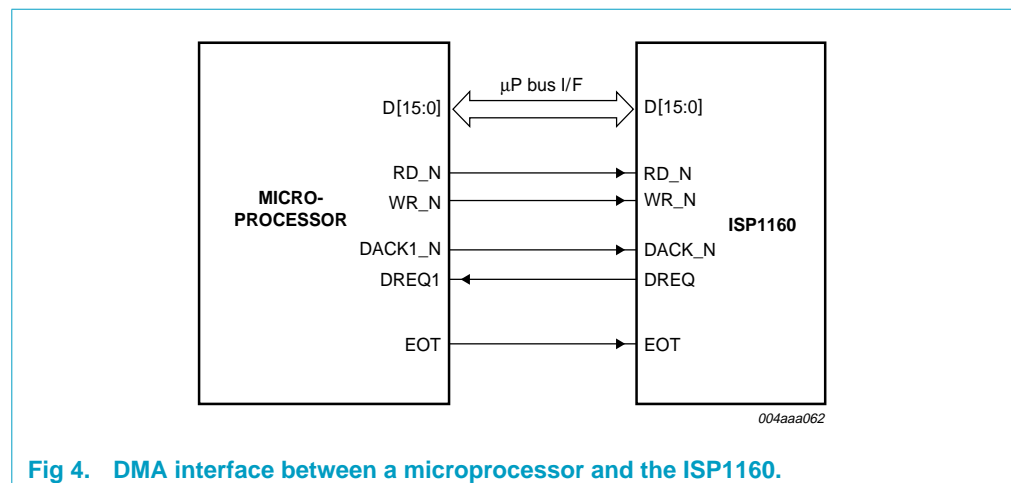 μP bus I/F
D[15:0] D[15:0]
RD_N RD_N
WR_N WR_N
MICRO-
PROCESSOR
ISP1160
DACK1_N DACK_N
DREQ1 DREQ
EOT EOT
004aaa062
Fig 4. DMA interface between a microprocessor and the ISP1160.